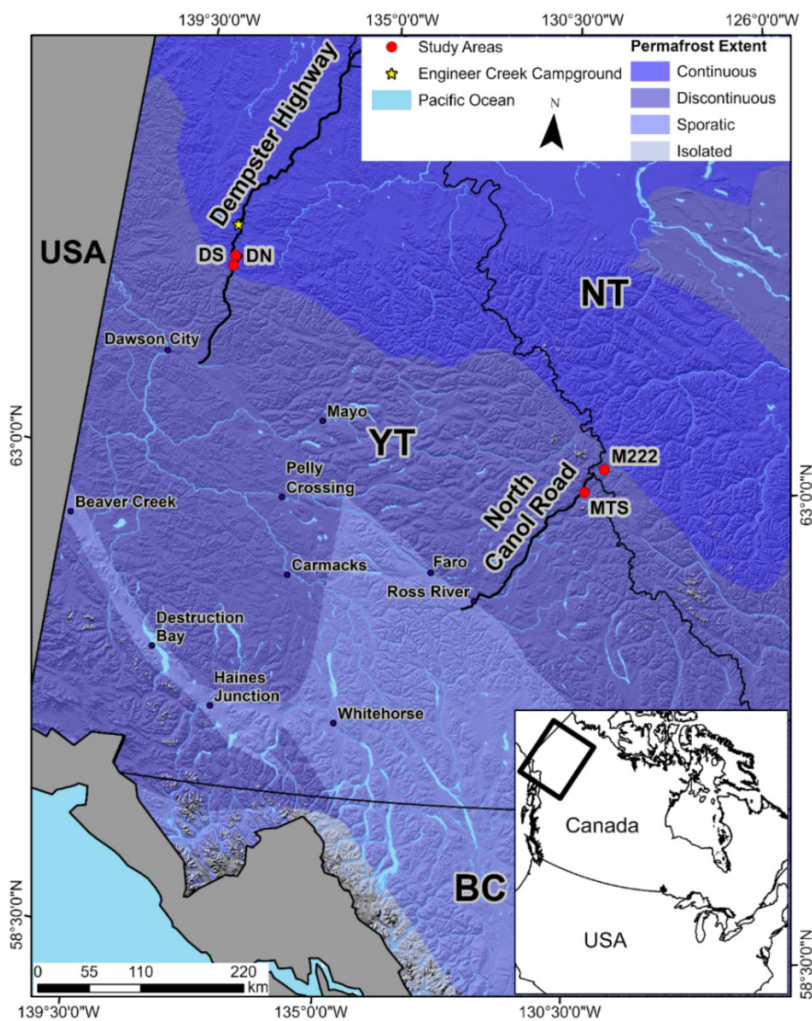 139°30'0"W
135°0'0"W
130°30'0"W
126°0'0"W
Study Areas
Engineer Creek Campground
Pacific Ocean
N
Permafrost Extent
Continuous
Discontinuous
Sporatic
Isolated
Dempster Highway
USA
DS
DN
NT
Dawson City
Mayo
63°0'0"N
YT
M222
Pelly
Crossing
North
Canol Road
63°0'0"N
Beaver Creek
MTS
Carmacks
Faro
Ross River
Destruction
Bay
Haines
Junction
Whitehorse
Canada
BC
USA
58°30'0"N
58°30'0"N
0 55 110 220
km
139°30'0"W
135°0'0"W
130°30'0"W